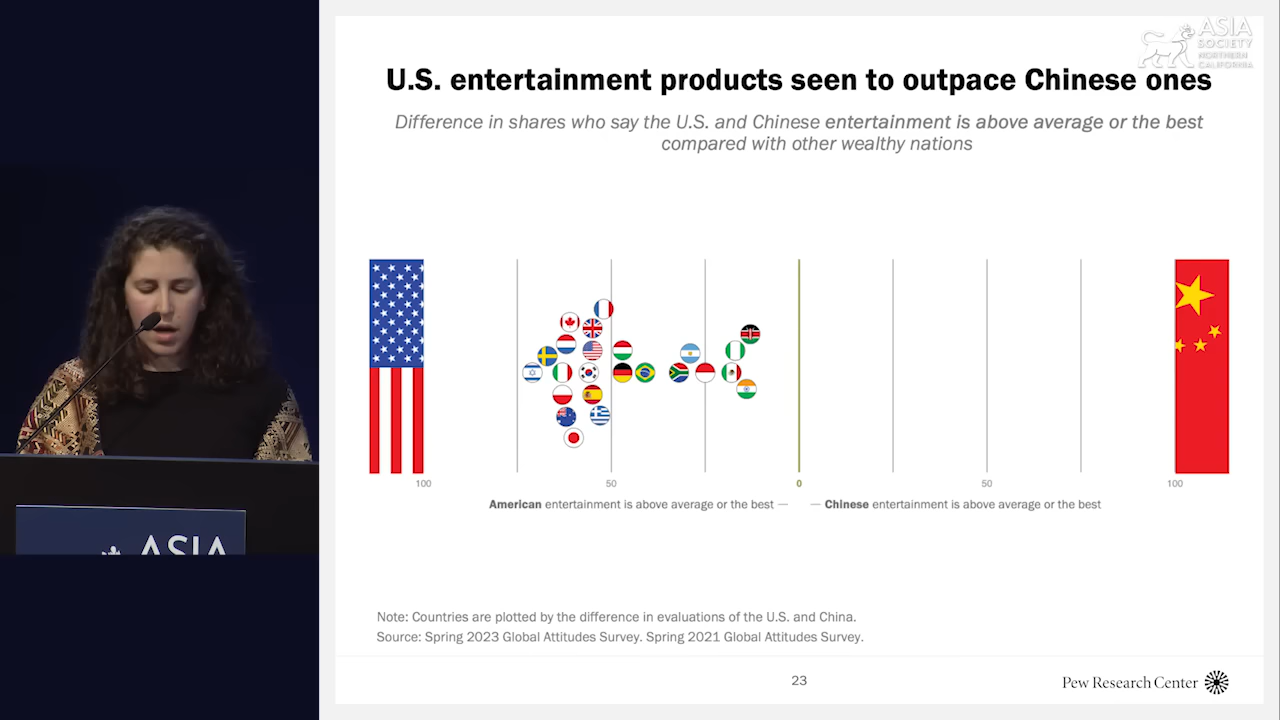 ASIA
SOCIETY
NORTHERN
CALIFORNIA
U.S. entertainment products seen to outpace Chinese ones
Difference in shares who say the U.S. and Chinese entertainment is above average or the best
compared with other wealthy nations
100
50
0
50
100
American entertainment is above average or the best —
— Chinese entertainment is above average or the best
Note: Countries are plotted by the difference in evaluations of the U.S. and China.
Source: Spring 2023 Global Attitudes Survey. Spring 2021 Global Attitudes Survey.
23
Pew Research Center
ASIA